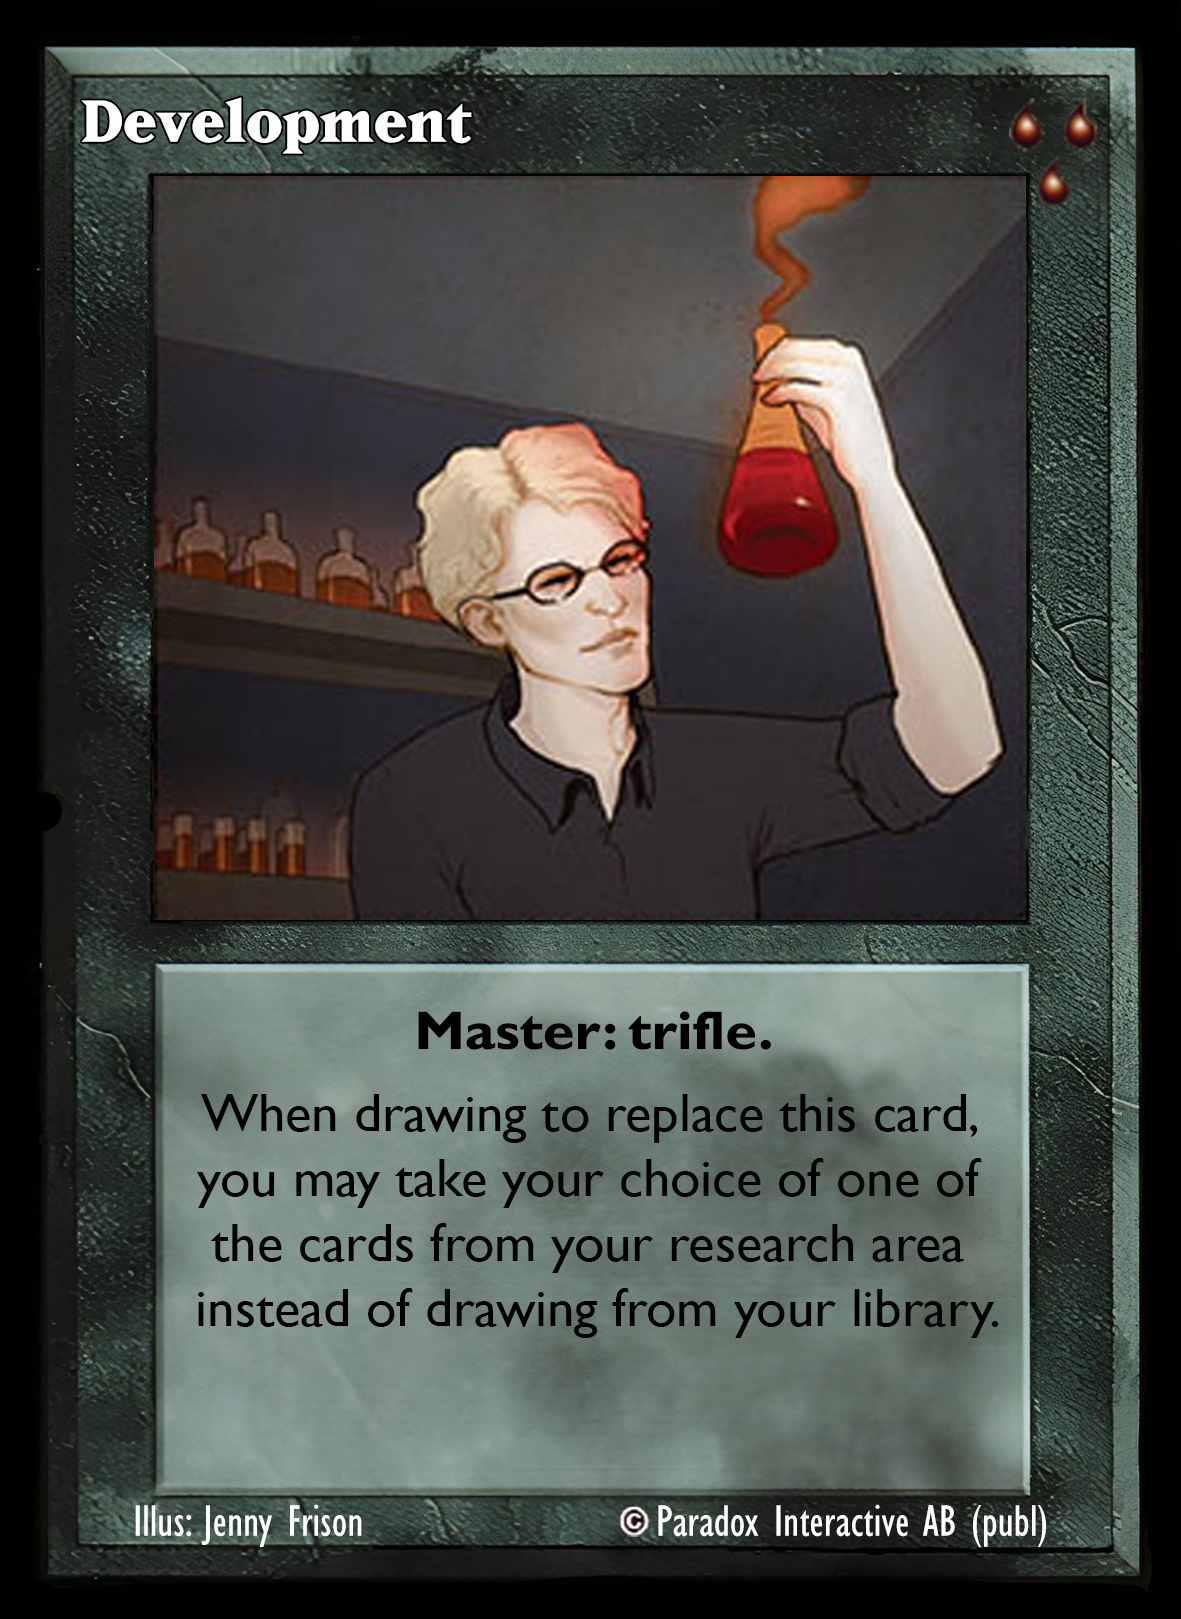 Development
Master: trifle.
When drawing to replace this card,
you may take your choice of one of
the cards from your research area
instead of drawing from your library.
Illus: Jenny Frison
© Paradox Interactive AB (publ)